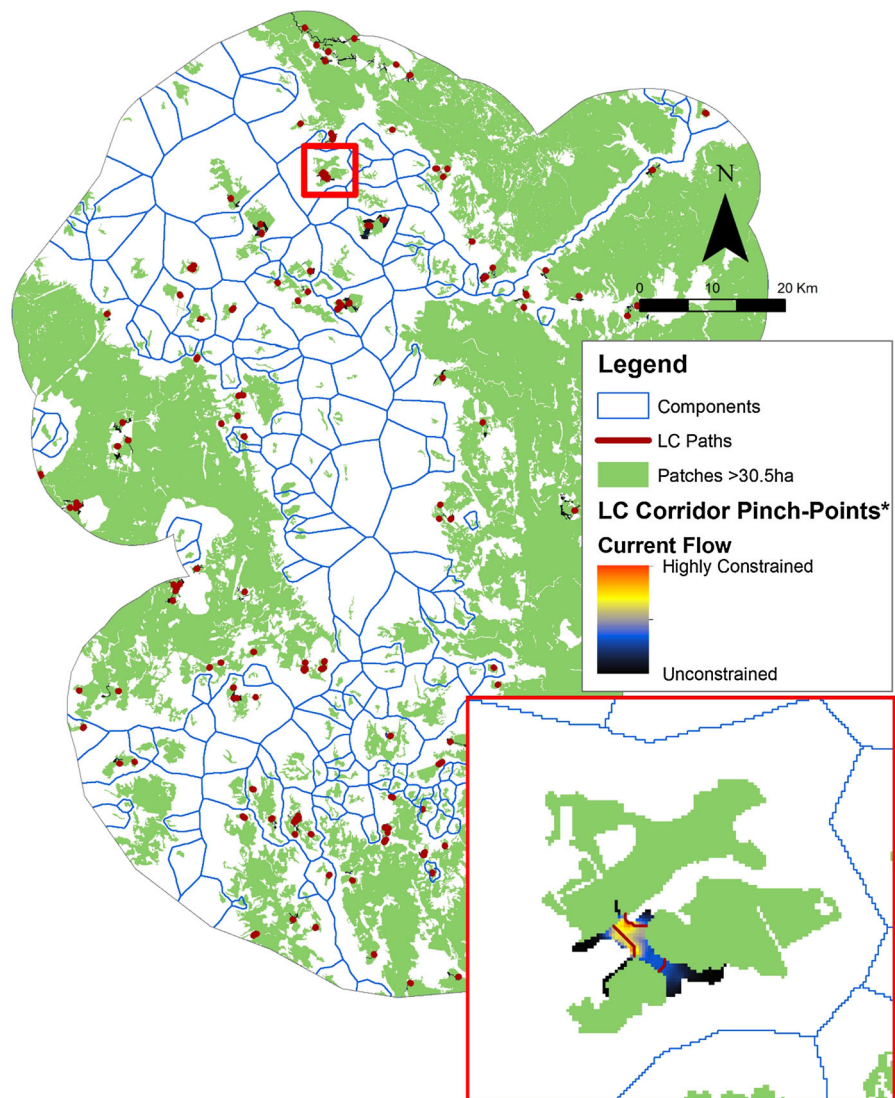 N
0 10 20 Km
Legend
Components
LC Paths
Patches >30.5ha
LC Corridor Pinch-Points*
Current Flow
Highly Constrained
Unconstrained